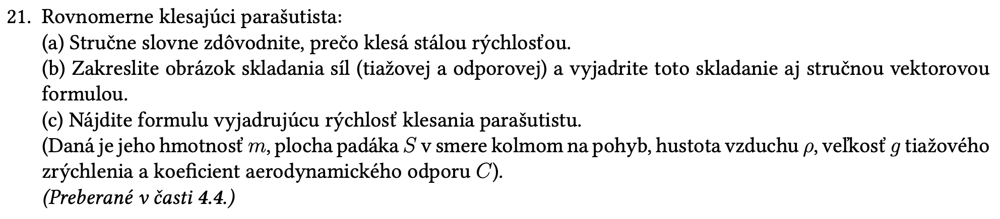 21. Rovnomerne klesajúci parašutista:
(a) Stručne slovne zdôvodnite, prečo klesá stálou rýchlosťou.
(b) Zakreslite obrázok skladania síl (tiažovej a odporovej) a vyjadrite toto skladanie aj stručnou vektorovou
formulou.
(c) Nájdite formulu vyjadrujúcu rýchlosť klesania parašutistu.
(Daná je jeho hmotnosť m, plocha padáka S v smere kolmom na pohyb, hustota vzduchu ρ, veľkosť g tiažového
zrýchlenia a koeficient aerodynamického odporu C).
(Preberané v časti 4.4.)